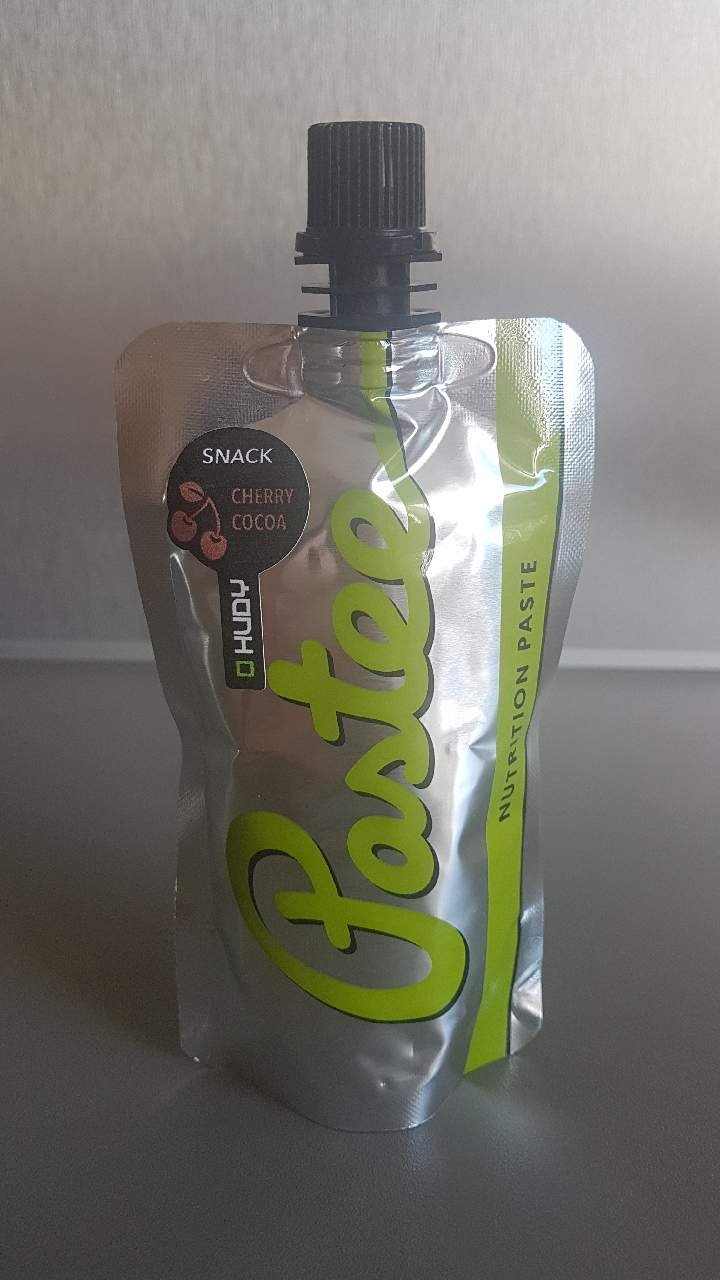 SNACK
CHERRY
COCOA
HUDY
Pastee
NUTRITION PASTE